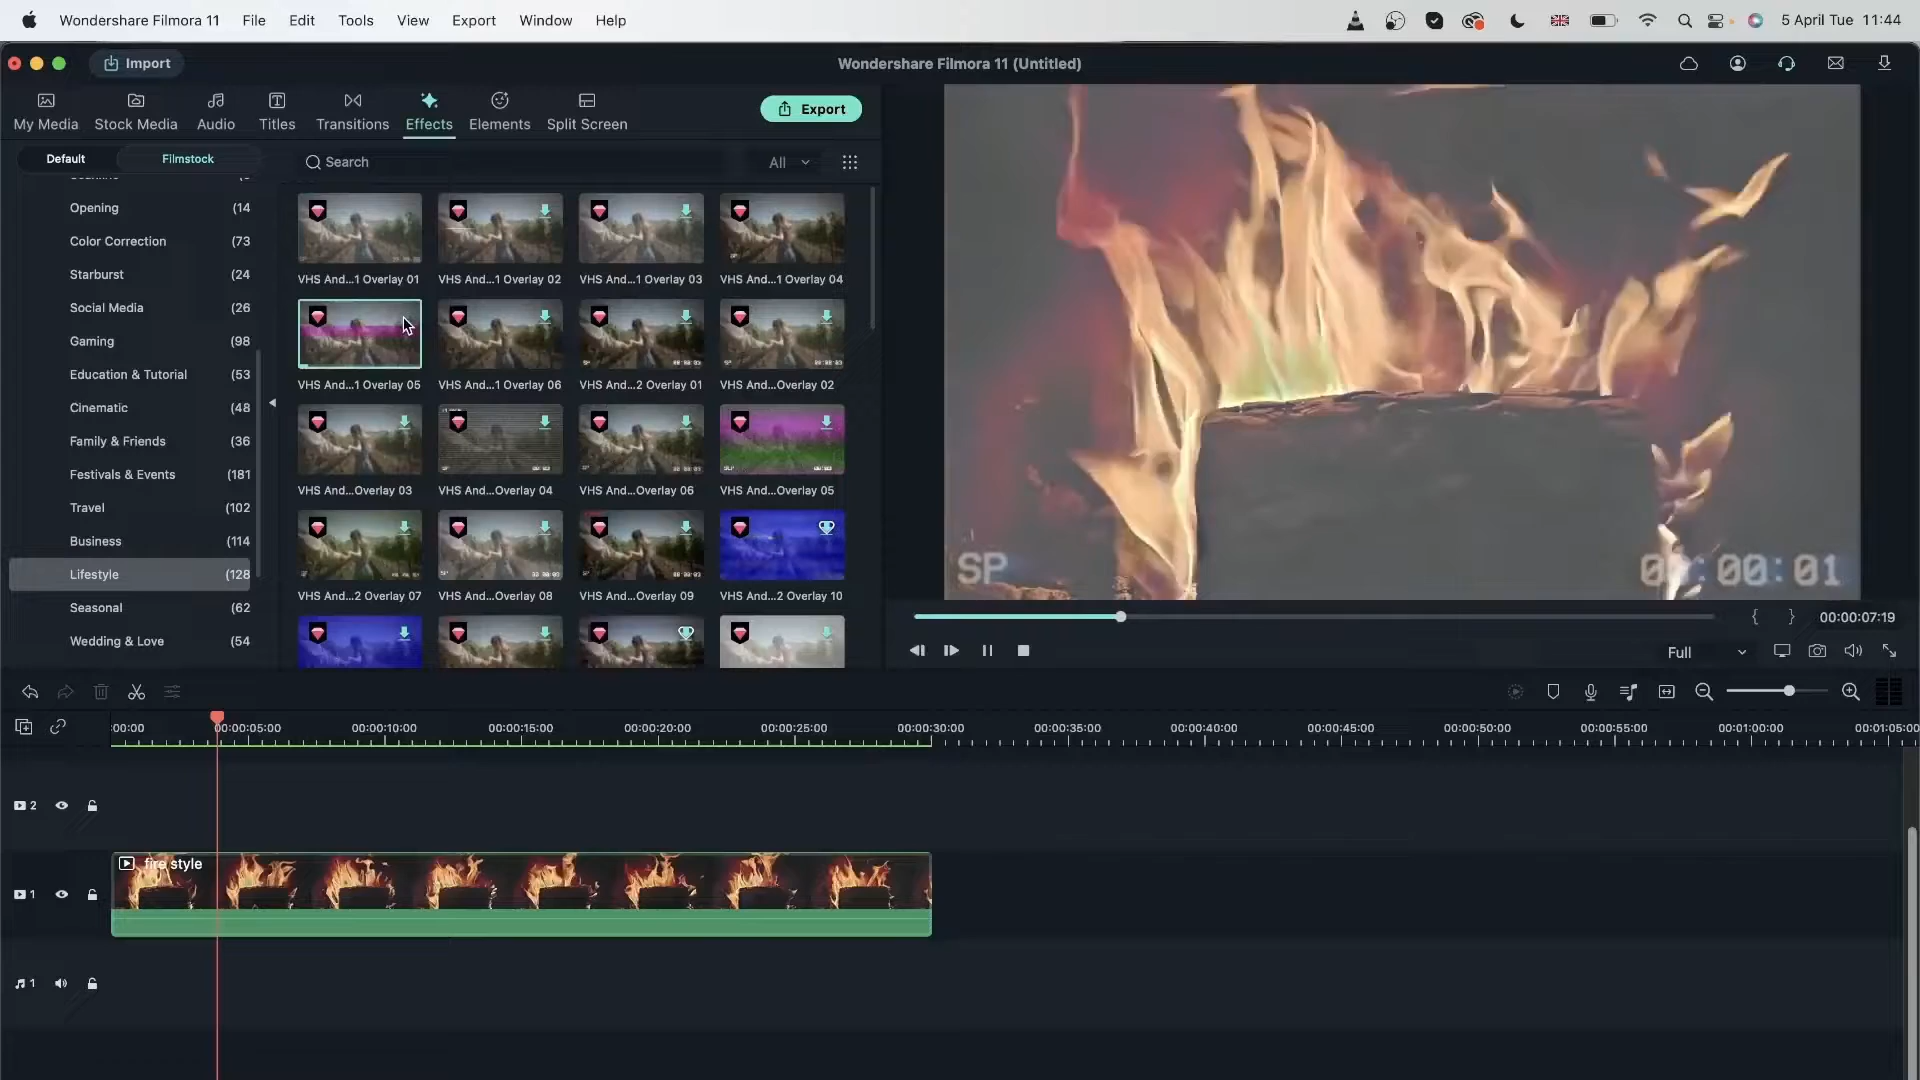 Wondershare Filmora 11 File Edit Tools View Export Window Help 5 April Tue 11:44
Import Wondershare Filmora 11 (Untitled)
My Media Stock Media Audio Titles Transitions Effects Elements Split Screen Export
Default Filmstock Search All
Opening (14
Color Correction (73
Starburst (24
Social Media (26
Gaming (98
Education & Tutorial (53
Cinematic (48
Family & Friends (36
Festivals & Events (181
Travel (102
Business (114
Lifestyle (128
Seasonal (62
Wedding & Love (54
VHS And...1 Overlay 01 VHS And...1 Overlay 02 VHS And...1 Overlay 03 VHS And...1 Overlay 04
VHS And...1 Overlay 05 VHS And...1 Overlay 06 VHS And...2 Overlay 01 VHS And...Overlay 02
VHS And...Overlay 03 VHS And...Overlay 04 VHS And...Overlay 06 VHS And...Overlay 05
VHS And...2 Overlay 07 VHS And...Overlay 08 VHS And...Overlay 09 VHS And...2 Overlay 10
SP 00:00:01
{ } 00:00:07:19
Full
:00:00 00:00:05:00 00:00:10:00 00:00:15:00 00:00:20:00 00:00:25:00 00:00:30:00 00:00:35:00 00:00:40:00 00:00:45:00 00:00:50:00 00:00:55:00 00:01:00:00 00:01:05:00
2
fire style
1
1